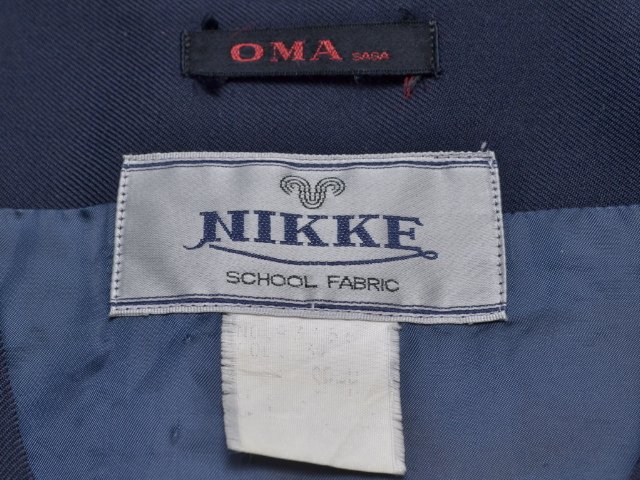 OMA SASA
NIKKE
SCHOOL FABRIC